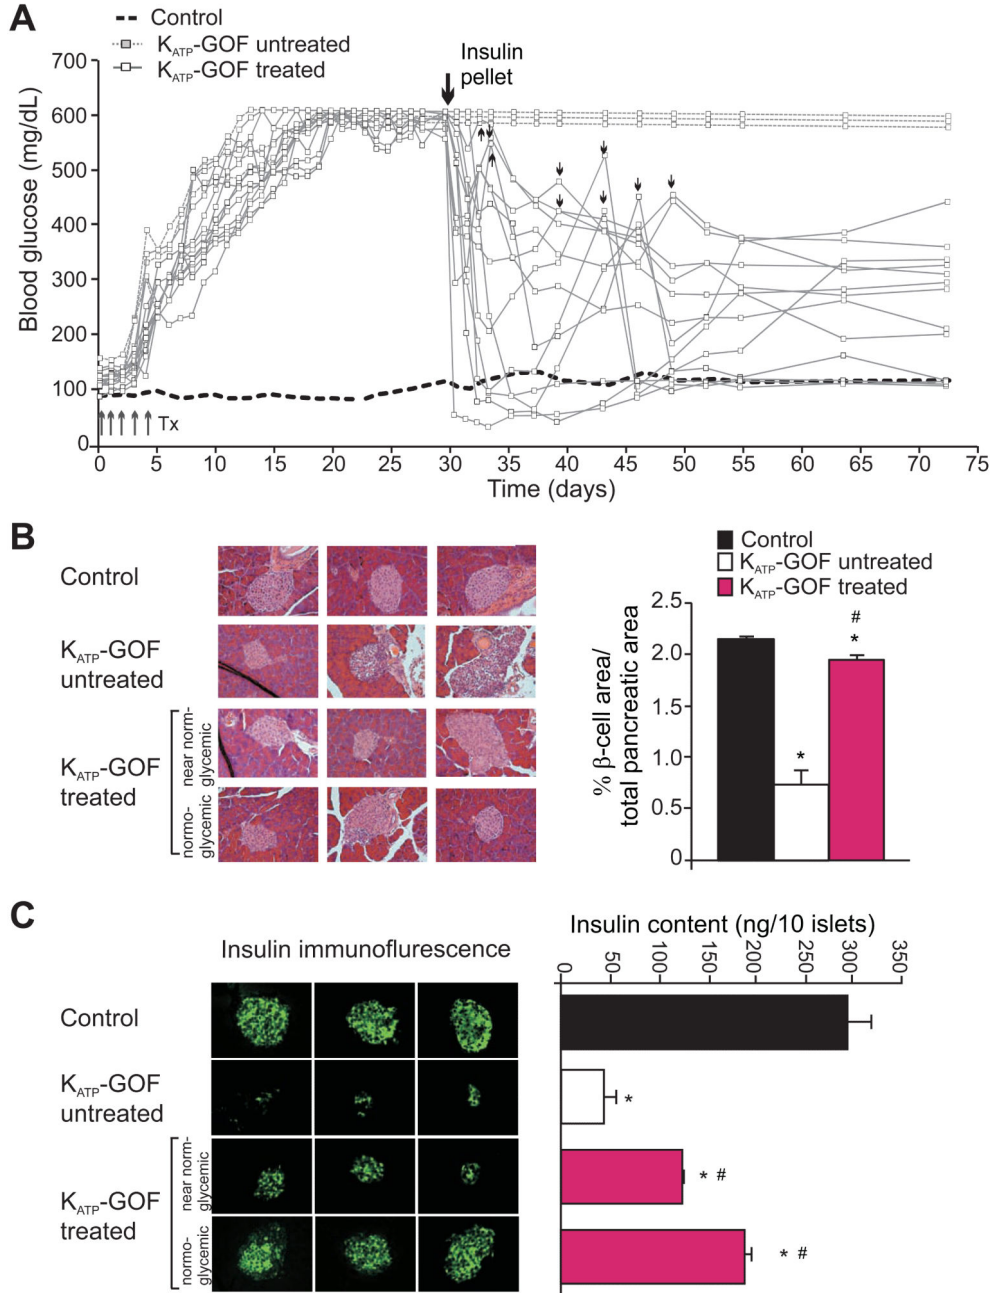 A
Control
KATP-GOF untreated
KATP-GOF treated
Insulin
pellet
Blood glucose (mg/dL)
700
600
500
400
300
200
100
0
Tx
0 5 10 15 20 25 30 35 40 45 50 55 60 65 70 75
Time (days)
B
Control
KATP-GOF
untreated
KATP-GOF
treated
near norm-
glycemic
normo-
glycemic
Control
KATP-GOF untreated
KATP-GOF treated
% β-cell area/
total pancreatic area
2.5
2.0
1.0
0.5
0
*
#
*
C
Insulin immunoflurescence
Control
KATP-GOF
untreated
KATP-GOF
treated
near norm-
glycemic
normo-
glycemic
Insulin content (ng/10 islets)
0 50 100 150 200 250 300 350
*
* #
* #